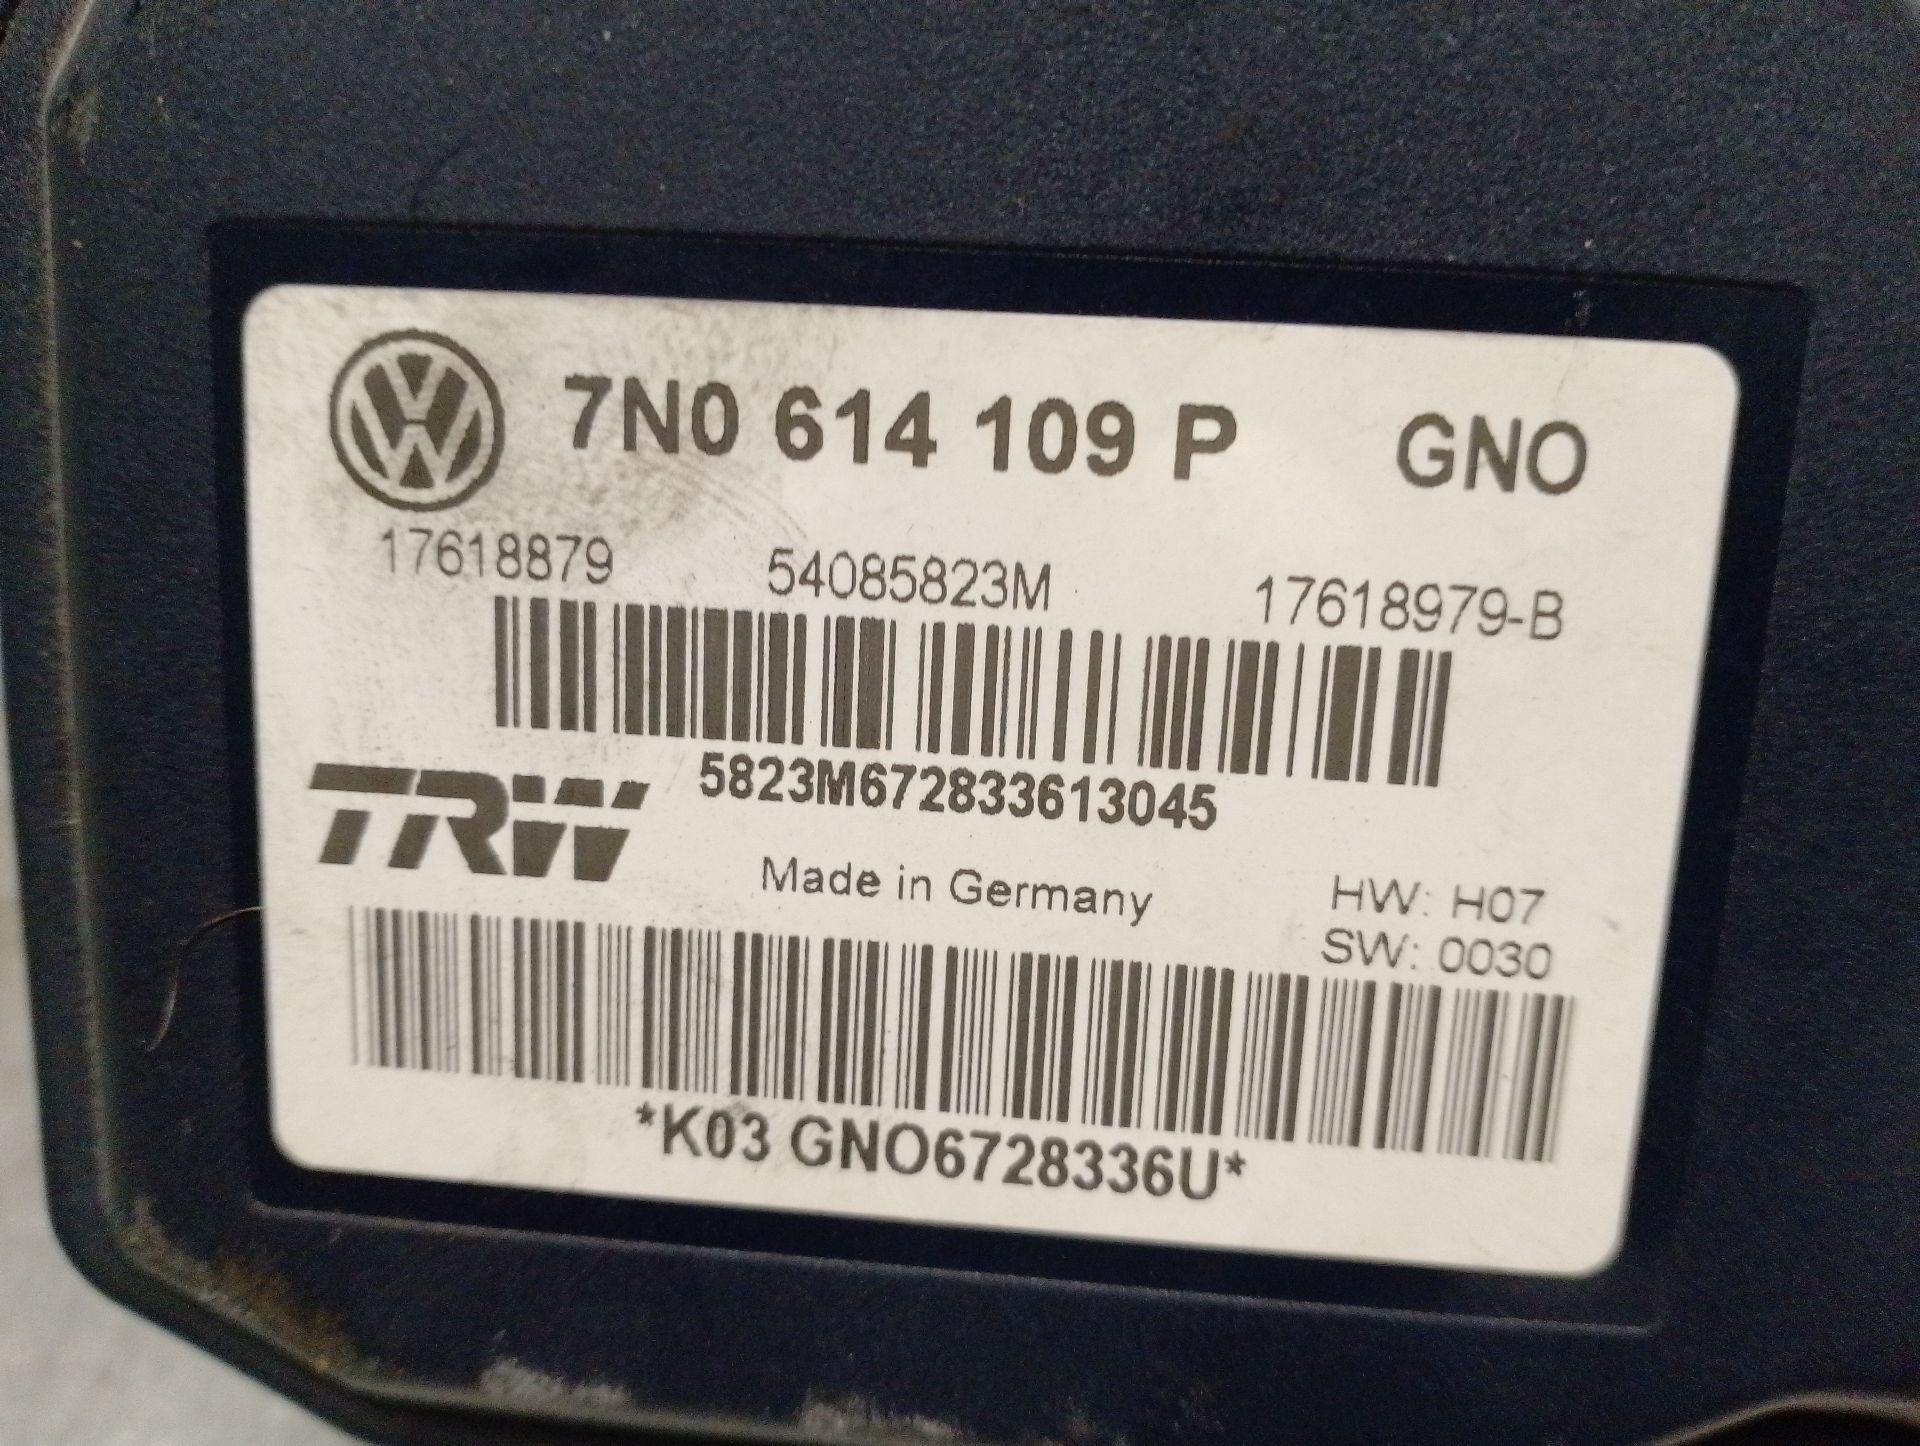 7N0 614 109 P GNO
17618879 54085823M 17618979-B
5823M672833613045
TRW
Made in Germany
HW: H07
SW: 0030
*K03 GNO6728336U*